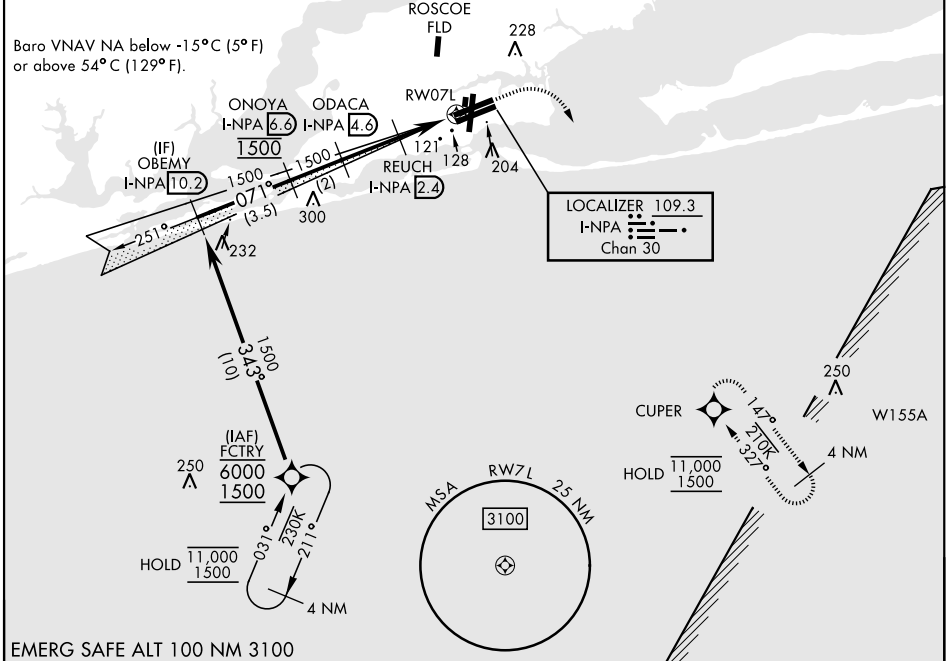 ROSCOE
FLD
228
Baro VNAV NA below -15°C (5°F)
or above 54°C (129°F).
RW07L
ONOYA
I-NPA 6.6
1500
ODACA
I-NPA 4.6
(IF)
OBEMY
I-NPA 10.2
1500
1500
071°
(3.5)
(2)
251°
232
300
121
128
204
REUCH
I-NPA 2.4
LOCALIZER 109.3
I-NPA
Chan 30
1500
343°
(10)
(IAF)
FCTRY
6000
1500
250
031°
230K
211°
HOLD 11,000
1500
4 NM
MSA RW7L 25 NM
3100
CUPER
147°
210K
327°
4 NM
HOLD 11,000
1500
250
W155A
EMERG SAFE ALT 100 NM 3100